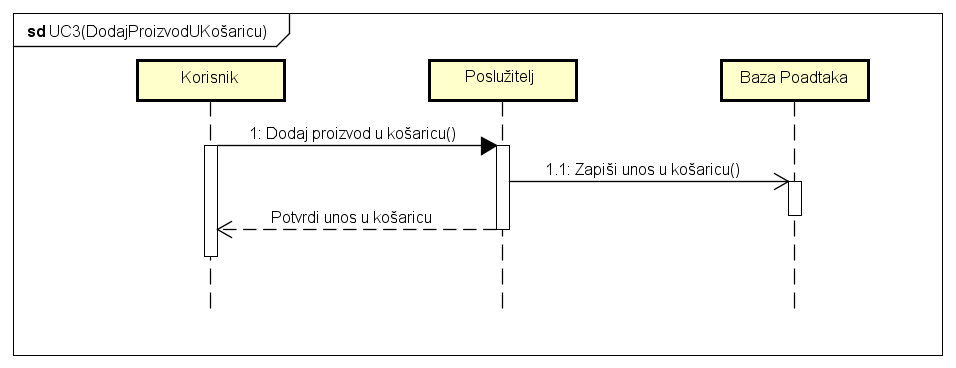 sd UC3(DodajProizvodUKošaricu)
Korisnik
Poslužitelj
Baza Poadtaka
1: Dodaj proizvod u košaricu()
1.1: Zapiši unos u košaricu()
Potvrdi unos u košaricu